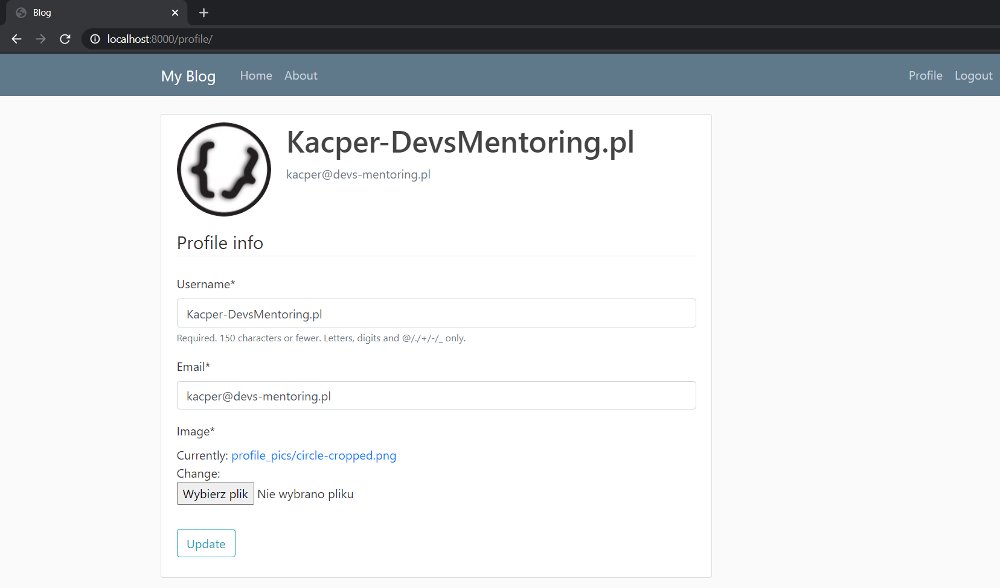 Blog
localhost:8000/profile/
My Blog Home About Profile Logout
Kacper-DevsMentoring.pl
kacper@devs-mentoring.pl
Profile info
Username*
Kacper-DevsMentoring.pl
Required. 150 characters or fewer. Letters, digits and @/./+/-/_ only.
Email*
kacper@devs-mentoring.pl
Image*
Currently: profile_pics/circle-cropped.png
Change:
Wybierz plik Nie wybrano pliku
Update